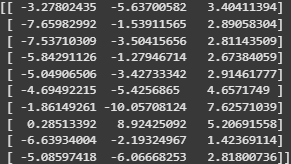 [[ -3.27802435 -5.63700582 3.40411394]
[ -7.65982992 -1.53911565 2.89058304]
[ -7.53710309 -3.50415656 2.81143509]
[ -5.84291126 -1.27946714 2.67384059]
[ -5.04906506 -3.42733342 2.91461777]
[ -4.69492215 -5.4256865 4.6571749 ]
[ -1.86149261 -10.05708124 7.62571039]
[ 0.28513392 8.92425092 5.20691558]
[ -6.63934004 -2.19324967 1.42369114]
[ -5.08597418 -6.06668253 2.81800736]]